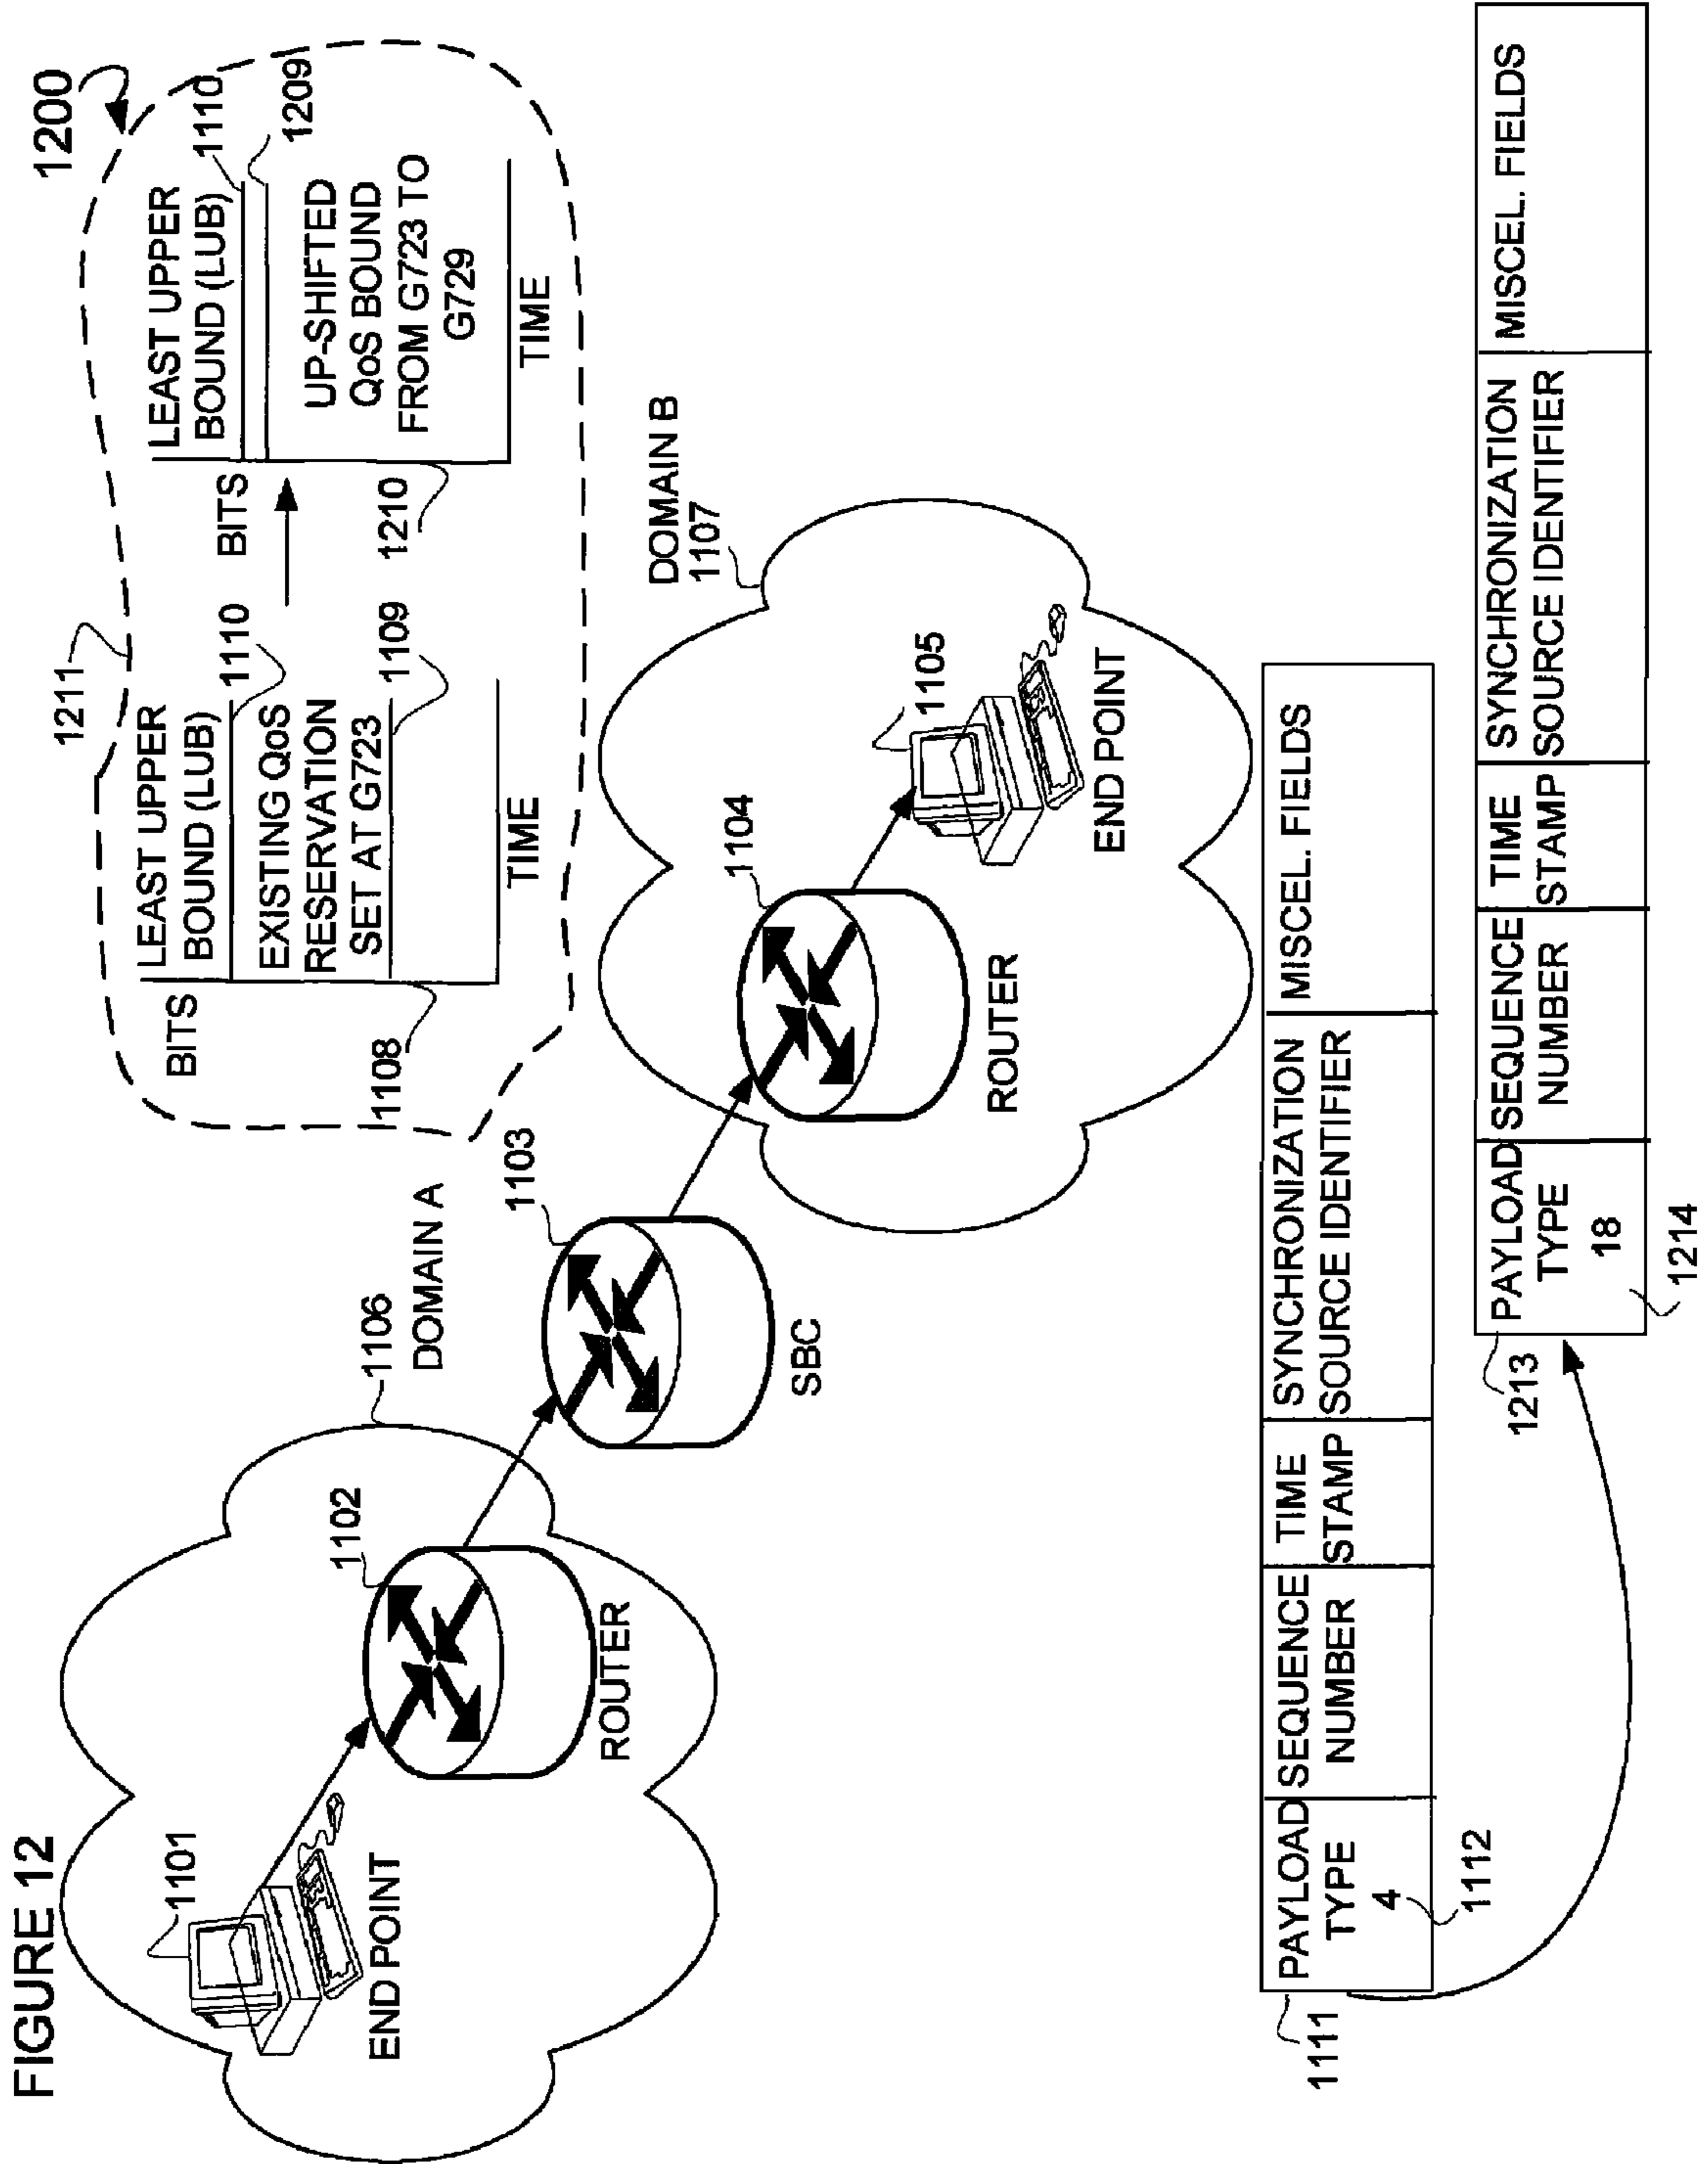 FIGURE 12
1200
1211
LEAST UPPER
BOUND (LUB)
1110
BITS
EXISTING QoS
RESERVATION
SET AT G723
1109
1108
TIME
LEAST UPPER
BOUND (LUB)
1110
1209
BITS
UP-SHIFTED
QoS BOUND
FROM G723 TO
G729
1210
TIME
1101
END POINT
1102
ROUTER
1106
DOMAIN A
1103
SBC
DOMAIN B
1107
1104
ROUTER
1105
END POINT
1111
PAYLOAD
TYPE
4
1112
SEQUENCE
NUMBER
TIME
STAMP
SYNCHRONIZATION
SOURCE IDENTIFIER
MISCEL. FIELDS
1213
PAYLOAD
TYPE
18
1214
SEQUENCE
NUMBER
TIME
STAMP
SYNCHRONIZATION
SOURCE IDENTIFIER
MISCEL. FIELDS